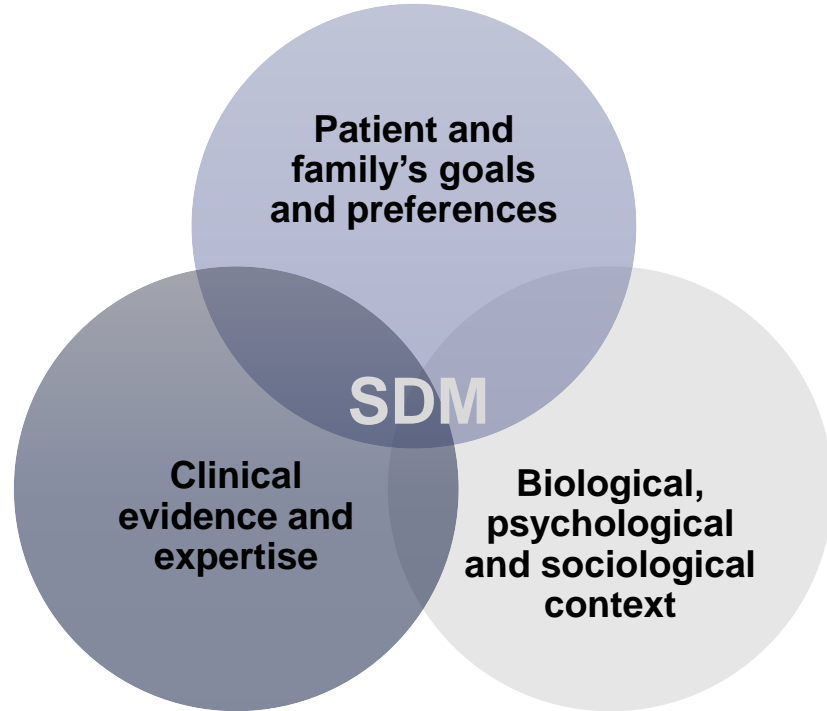 Patient and
family’s goals
and preferences
SDM
Clinical
evidence and
expertise
Biological,
psychological
and sociological
context